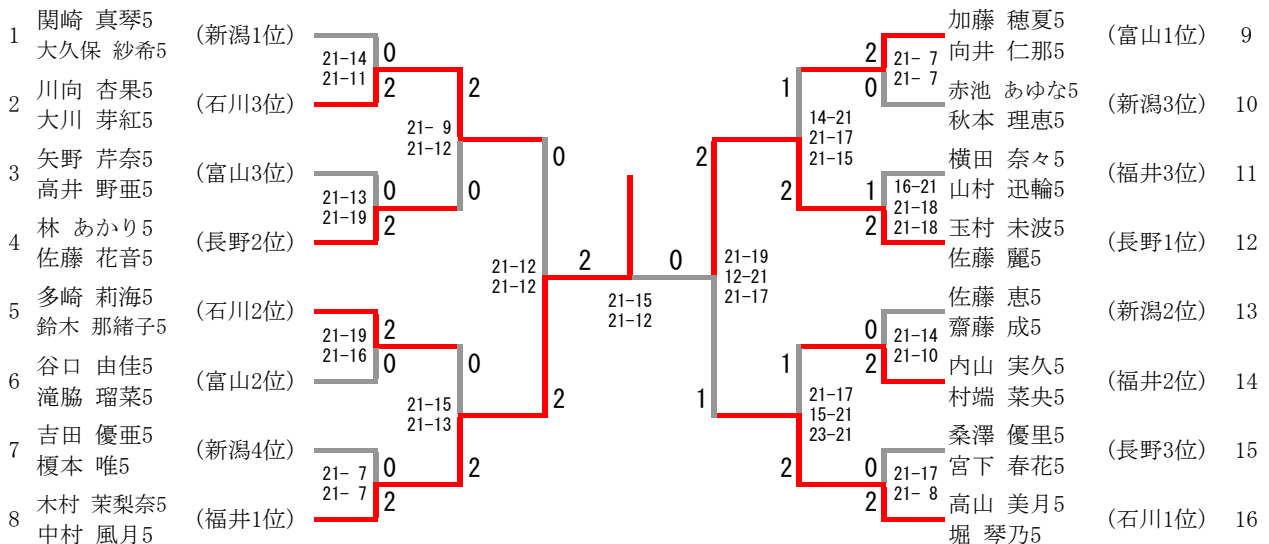 関崎 真琴5
1 (新潟1位)
大久保 紗希5
0
21-14
21-11
2
川向 杏果5
2 (石川3位)
大川 芽紅5
2
21- 9
21-12
0
矢野 芹奈5
3 (富山3位)
高井 野亜5
0
21-13
21-19
2
林 あかり5
4 (長野2位)
佐藤 花音5
0
21-12
21-12
2
多崎 莉海5
5 (石川2位)
鈴木 那緒子5
2
21-19
21-16
0
谷口 由佳5
6 (富山2位)
滝脇 瑠菜5
0
21-15
21-13
2
吉田 優亜5
7 (新潟4位)
榎本 唯5
0
21- 7
21- 7
2
木村 茉梨奈5
8 (福井1位)
中村 風月5
2 0
21-15
21-12
加藤 穂夏5
(富山1位) 9
向井 仁那5
2
21- 7
21- 7
0
赤池 あゆな5
(新潟3位) 10
秋本 理恵5
1
14-21
21-17
21-15
2
横田 奈々5
(福井3位) 11
山村 迅輪5
1
16-21
21-18
21-18
2
玉村 未波5
(長野1位) 12
佐藤 麗5
2
21-19
12-21
21-17
1
佐藤 恵5
(新潟2位) 13
齋藤 成5
0
21-14
21-10
2
内山 実久5
(福井2位) 14
村端 菜央5
1
21-17
15-21
23-21
2
桑澤 優里5
(長野3位) 15
宮下 春花5
0
21-17
21- 8
2
高山 美月5
(石川1位) 16
堀 琴乃5